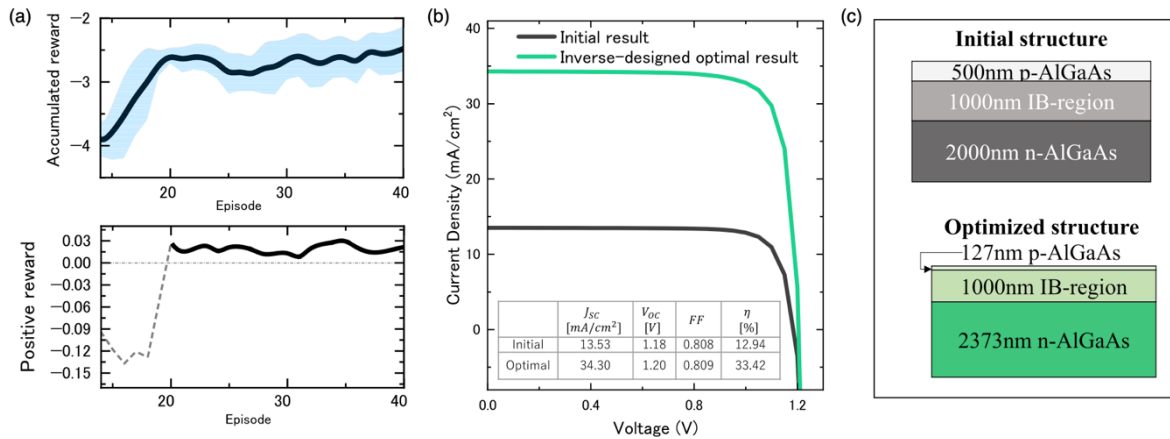 (a)
Accumulated reward
−2
−3
−4
20
30
40
Episode
Positive reward
0.03
0.00
−0.03
−0.06
−0.09
−0.12
−0.15
20
30
40
Episode
(b)
Current Density (mA/cm²)
40
30
20
10
0
Initial result
Inverse-designed optimal result
J_SC [mA/cm²] V_OC [V] FF η [%]
Initial 13.53 1.18 0.808 12.94
Optimal 34.30 1.20 0.809 33.42
0.0
0.4
0.8
1.2
Voltage (V)
(c)
Initial structure
500nm p-AlGaAs
1000nm IB-region
2000nm n-AlGaAs
Optimized structure
127nm p-AlGaAs
1000nm IB-region
2373nm n-AlGaAs